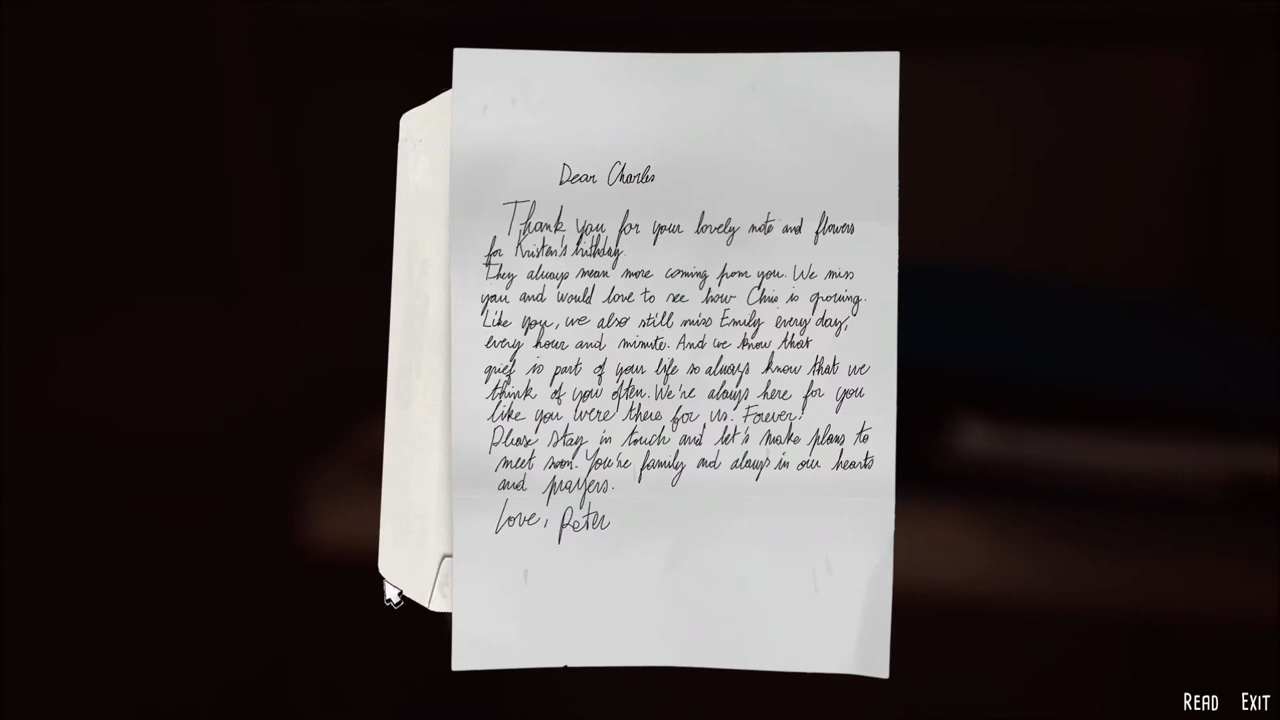 Dear Charles
Thank you for your lovely note and flowers
for Kristen's birthday.
They always mean more coming from you. We miss
you and would love to see how Chris is growing.
Like you, we also still miss Emily every day,
every hour and minute. And we know that
grief is part of your life so always know that we
think of you often. We're always here for you
like you were there for us. Forever!
Please stay in touch and let's make plans to
meet soon. You're family and always in our hearts
and prayers.
Love, Peter
READ EXIT